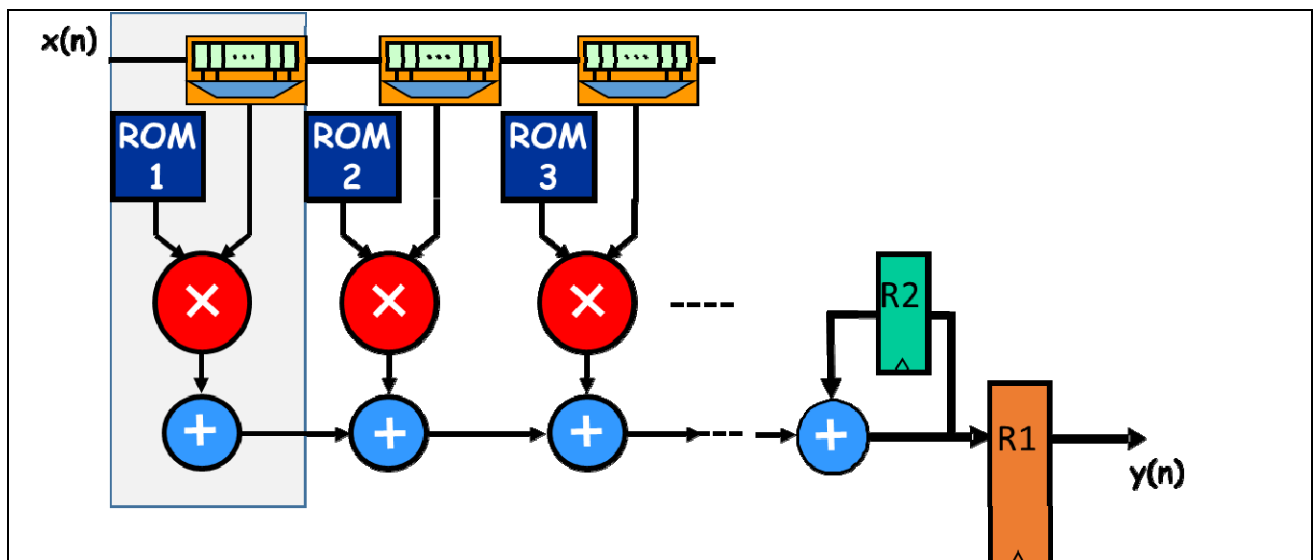 x(n)
... ... ...
ROM 1
ROM 2
ROM 3
× × ×
----
R2
+ + + +
R1
y(n)